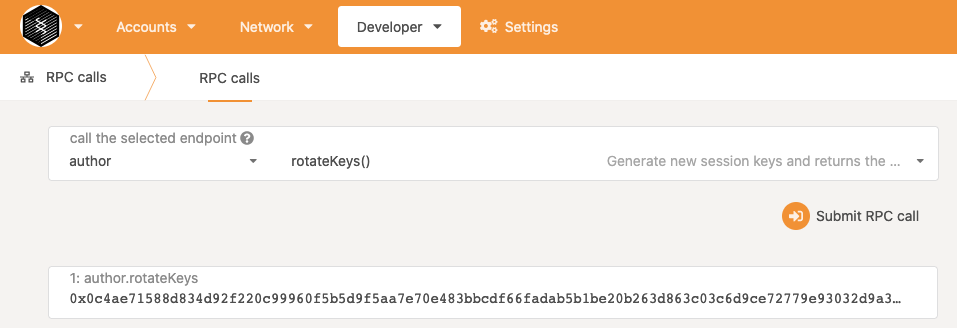 Accounts Network Developer Settings
RPC calls RPC calls
call the selected endpoint
author rotateKeys() Generate new session keys and returns the ...
Submit RPC call
1: author.rotateKeys
0x0c4ae71588d834d92f220c99960f5b5d9f5aa7e70e483bbcdf66fadab5b1be20b263d863c03c6d9ce72779e93032d9a3…